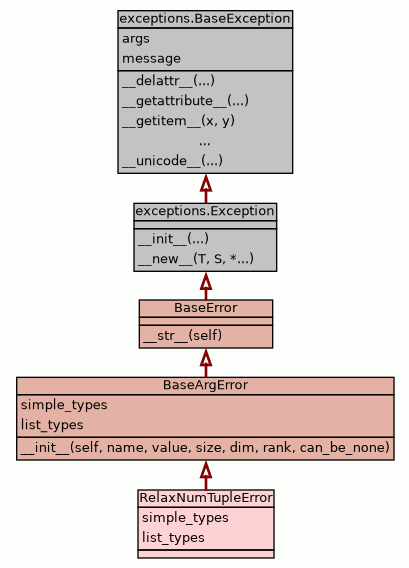 exceptions.BaseException
args
message
__delattr__(...)
__getattribute__(...)
__getitem__(x, y)
...
__unicode__(...)
exceptions.Exception
__init__(...)
__new__(T, S, *...)
BaseError
__str__(self)
BaseArgError
simple_types
list_types
__init__(self, name, value, size, dim, rank, can_be_none)
RelaxNumTupleError
simple_types
list_types